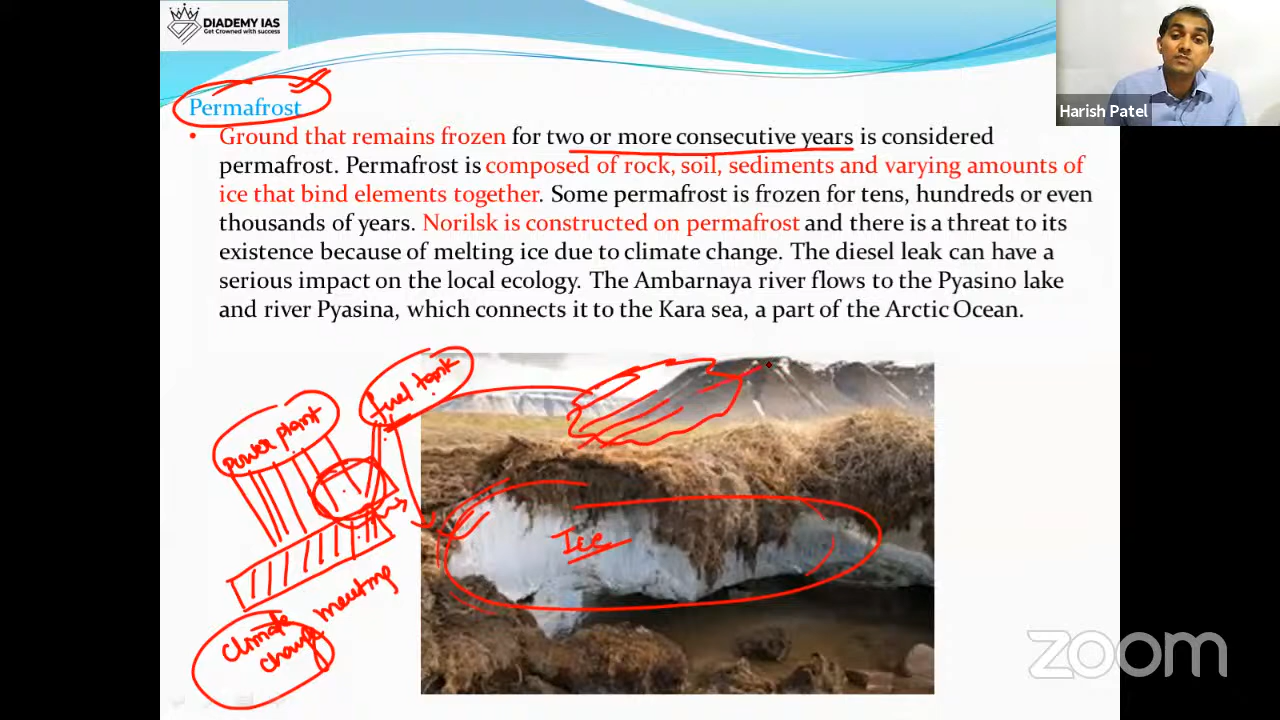 DIADEMY IAS
Get Crowned with success
Harish Patel
Permafrost
• Ground that remains frozen for two or more consecutive years is considered
permafrost. Permafrost is composed of rock, soil, sediments and varying amounts of
ice that bind elements together. Some permafrost is frozen for tens, hundreds or even
thousands of years. Norilsk is constructed on permafrost and there is a threat to its
existence because of melting ice due to climate change. The diesel leak can have a
serious impact on the local ecology. The Ambarnaya river flows to the Pyasino lake
and river Pyasina, which connects it to the Kara sea, a part of the Arctic Ocean.
fuel tank
power plant
Ice
melting
climate
change
zoom